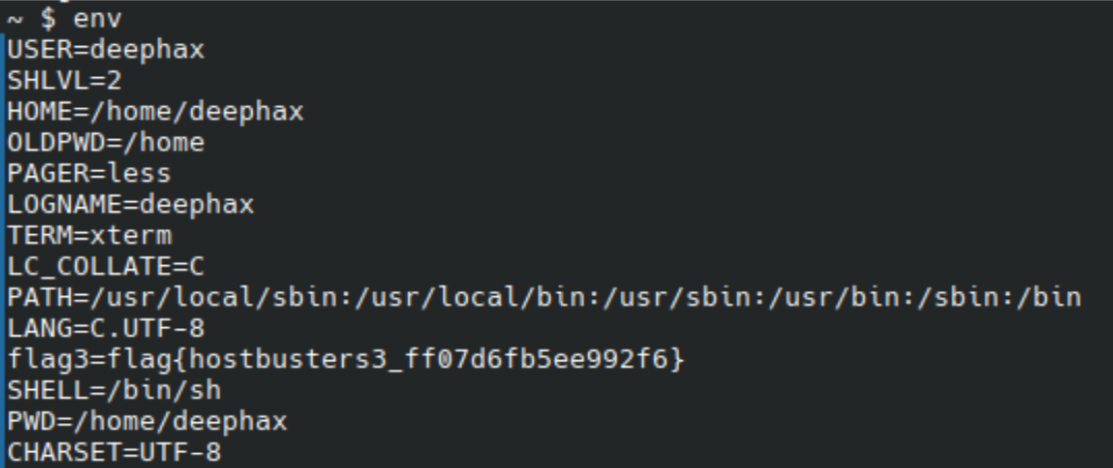 ~ $ env
USER=deephax
SHLVL=2
HOME=/home/deephax
OLDPWD=/home
PAGER=less
LOGNAME=deephax
TERM=xterm
LC_COLLATE=C
PATH=/usr/local/sbin:/usr/local/bin:/usr/sbin:/usr/bin:/sbin:/bin
LANG=C.UTF-8
flag3=flag{hostbusters3_ff07d6fb5ee992f6}
SHELL=/bin/sh
PWD=/home/deephax
CHARSET=UTF-8